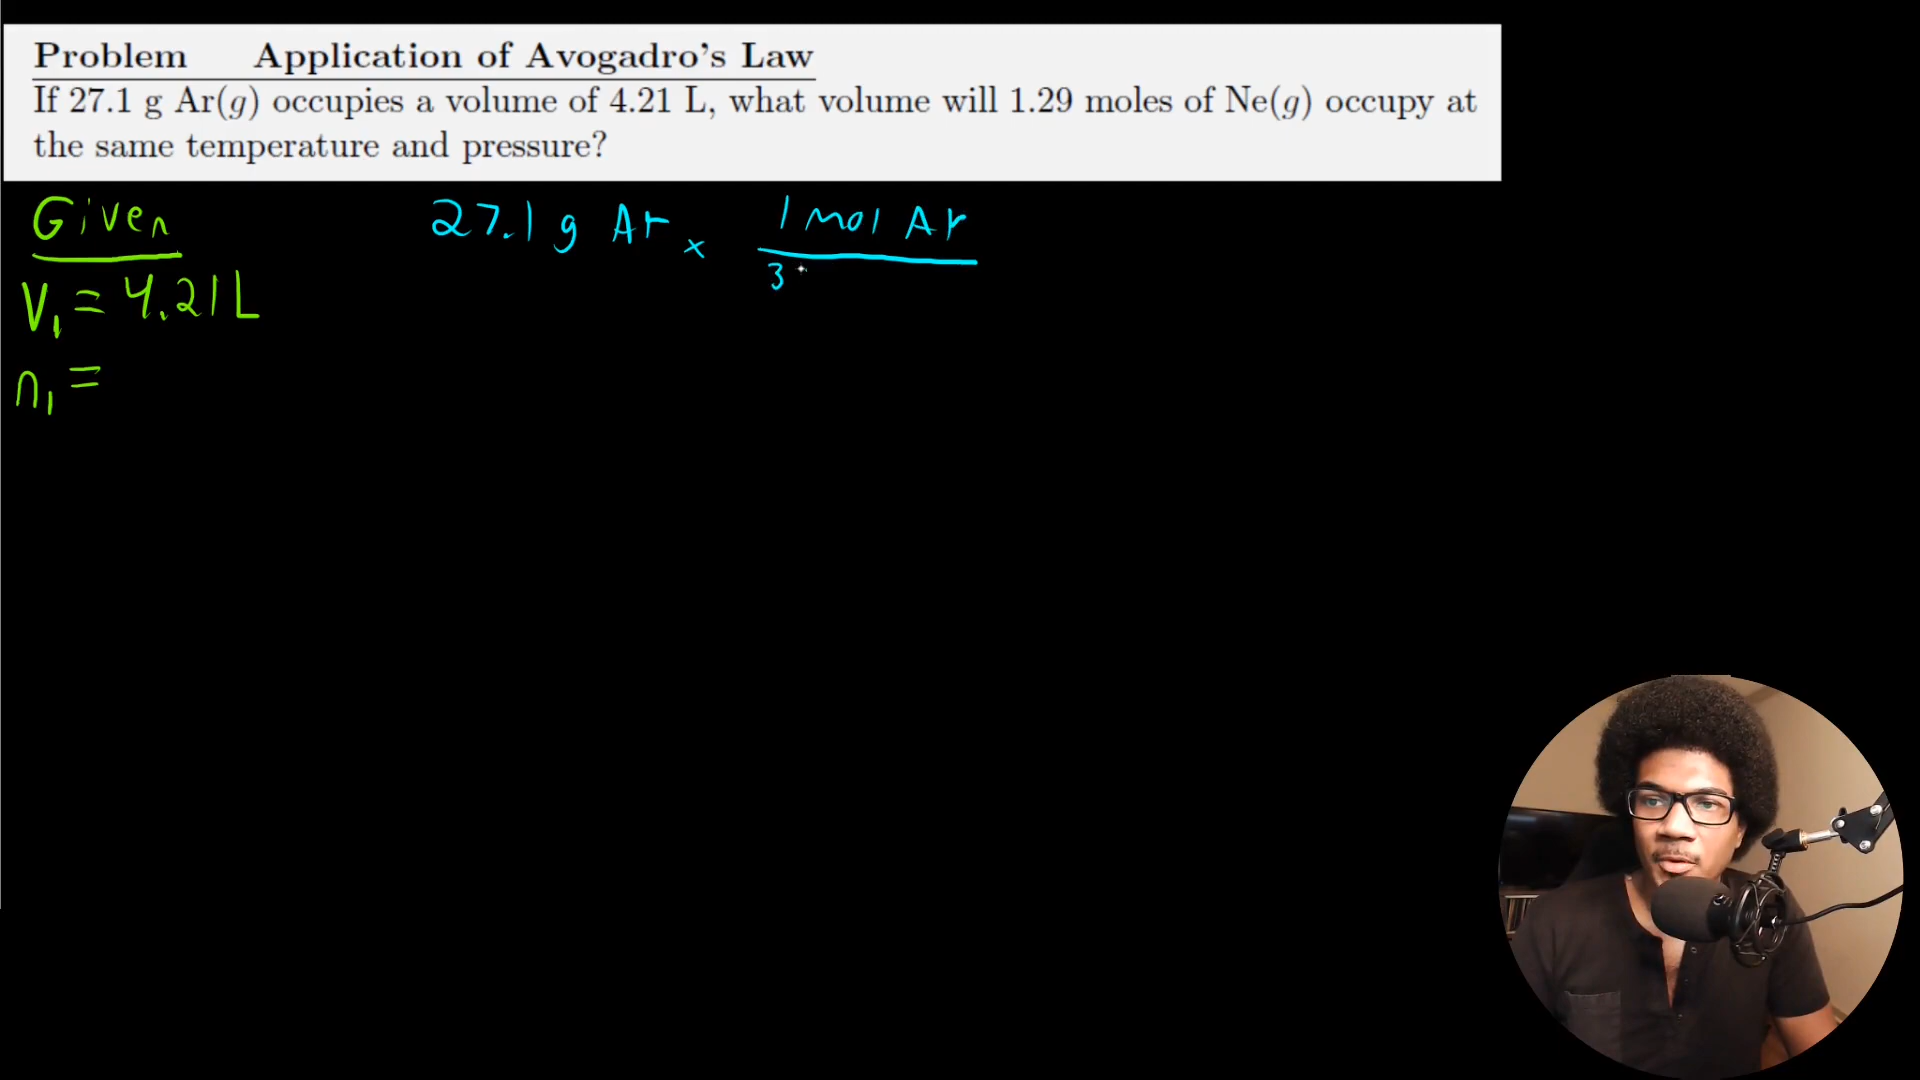 Problem Application of Avogadro's Law
If 27.1 g Ar(g) occupies a volume of 4.21 L, what volume will 1.29 moles of Ne(g) occupy at
the same temperature and pressure?
Given
27.1 g Ar x 1 mol Ar
3
V₁ = 4.21 L
n₁ =